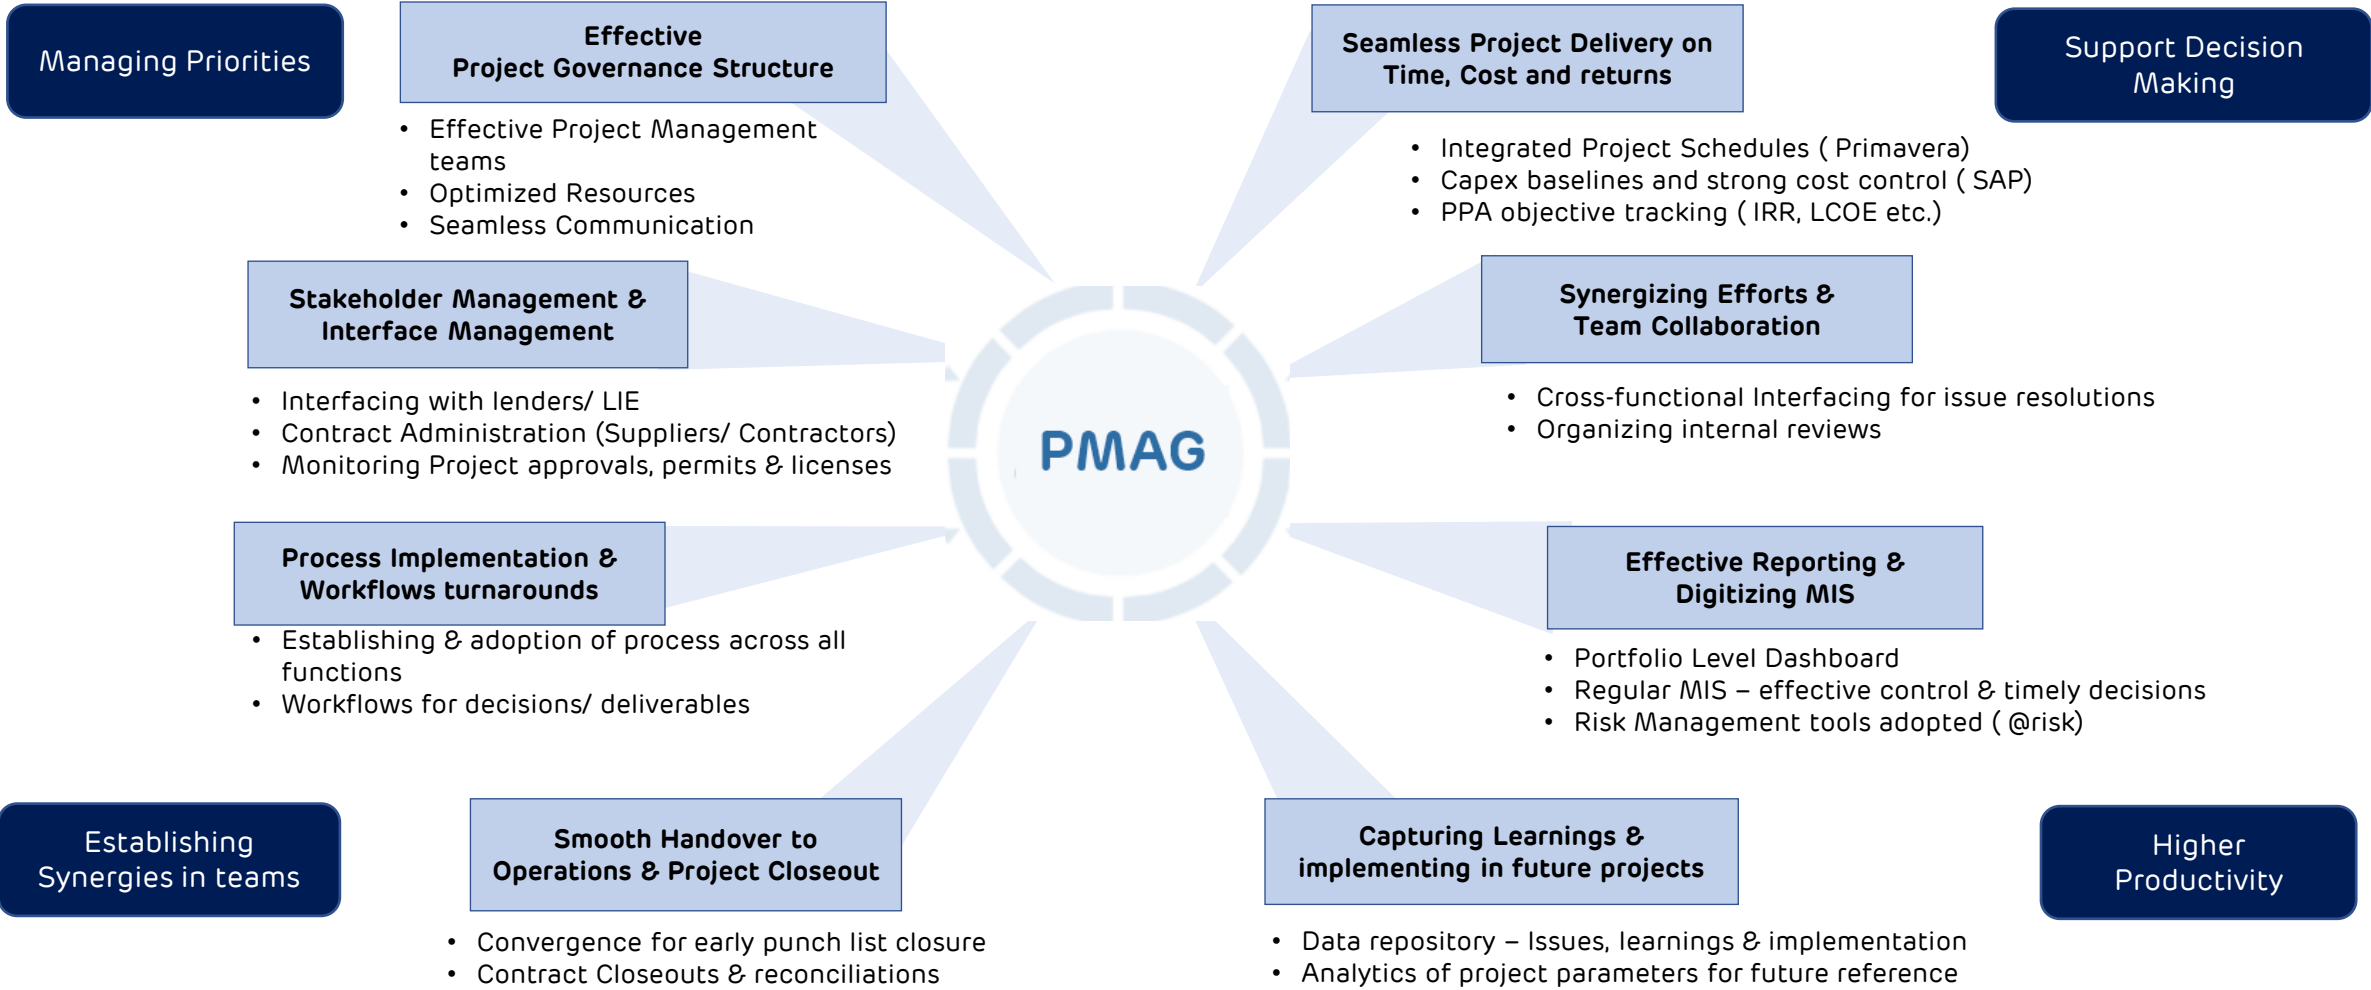 Managing Priorities
Effective
Project Governance Structure
• Effective Project Management
teams
• Optimized Resources
• Seamless Communication
Seamless Project Delivery on
Time, Cost and returns
• Integrated Project Schedules ( Primavera)
• Capex baselines and strong cost control ( SAP)
• PPA objective tracking ( IRR, LCOE etc.)
Support Decision
Making
Stakeholder Management &
Interface Management
• Interfacing with lenders/ LIE
• Contract Administration (Suppliers/ Contractors)
• Monitoring Project approvals, permits & licenses
Synergizing Efforts &
Team Collaboration
• Cross-functional Interfacing for issue resolutions
• Organizing internal reviews
PMAG
Process Implementation &
Workflows turnarounds
• Establishing & adoption of process across all
functions
• Workflows for decisions/ deliverables
Effective Reporting &
Digitizing MIS
• Portfolio Level Dashboard
• Regular MIS – effective control & timely decisions
• Risk Management tools adopted ( @risk)
Establishing
Synergies in teams
Smooth Handover to
Operations & Project Closeout
• Convergence for early punch list closure
• Contract Closeouts & reconciliations
Capturing Learnings &
implementing in future projects
• Data repository – Issues, learnings & implementation
• Analytics of project parameters for future reference
Higher
Productivity